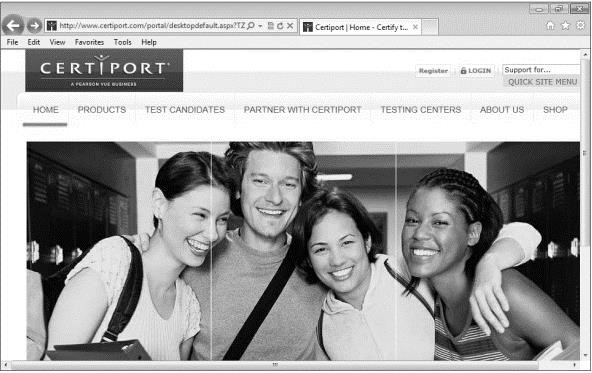 http://www.certiport.com/portal/desktopdefault.aspx?TZ
Certiport | Home - Certify t...
File Edit View Favorites Tools Help
CERTIPORT
A PEARSON VUE BUSINESS
Register LOGIN Support for...
QUICK SITE MENU
HOME PRODUCTS TEST CANDIDATES PARTNER WITH CERTIPORT TESTING CENTERS ABOUT US SHOP